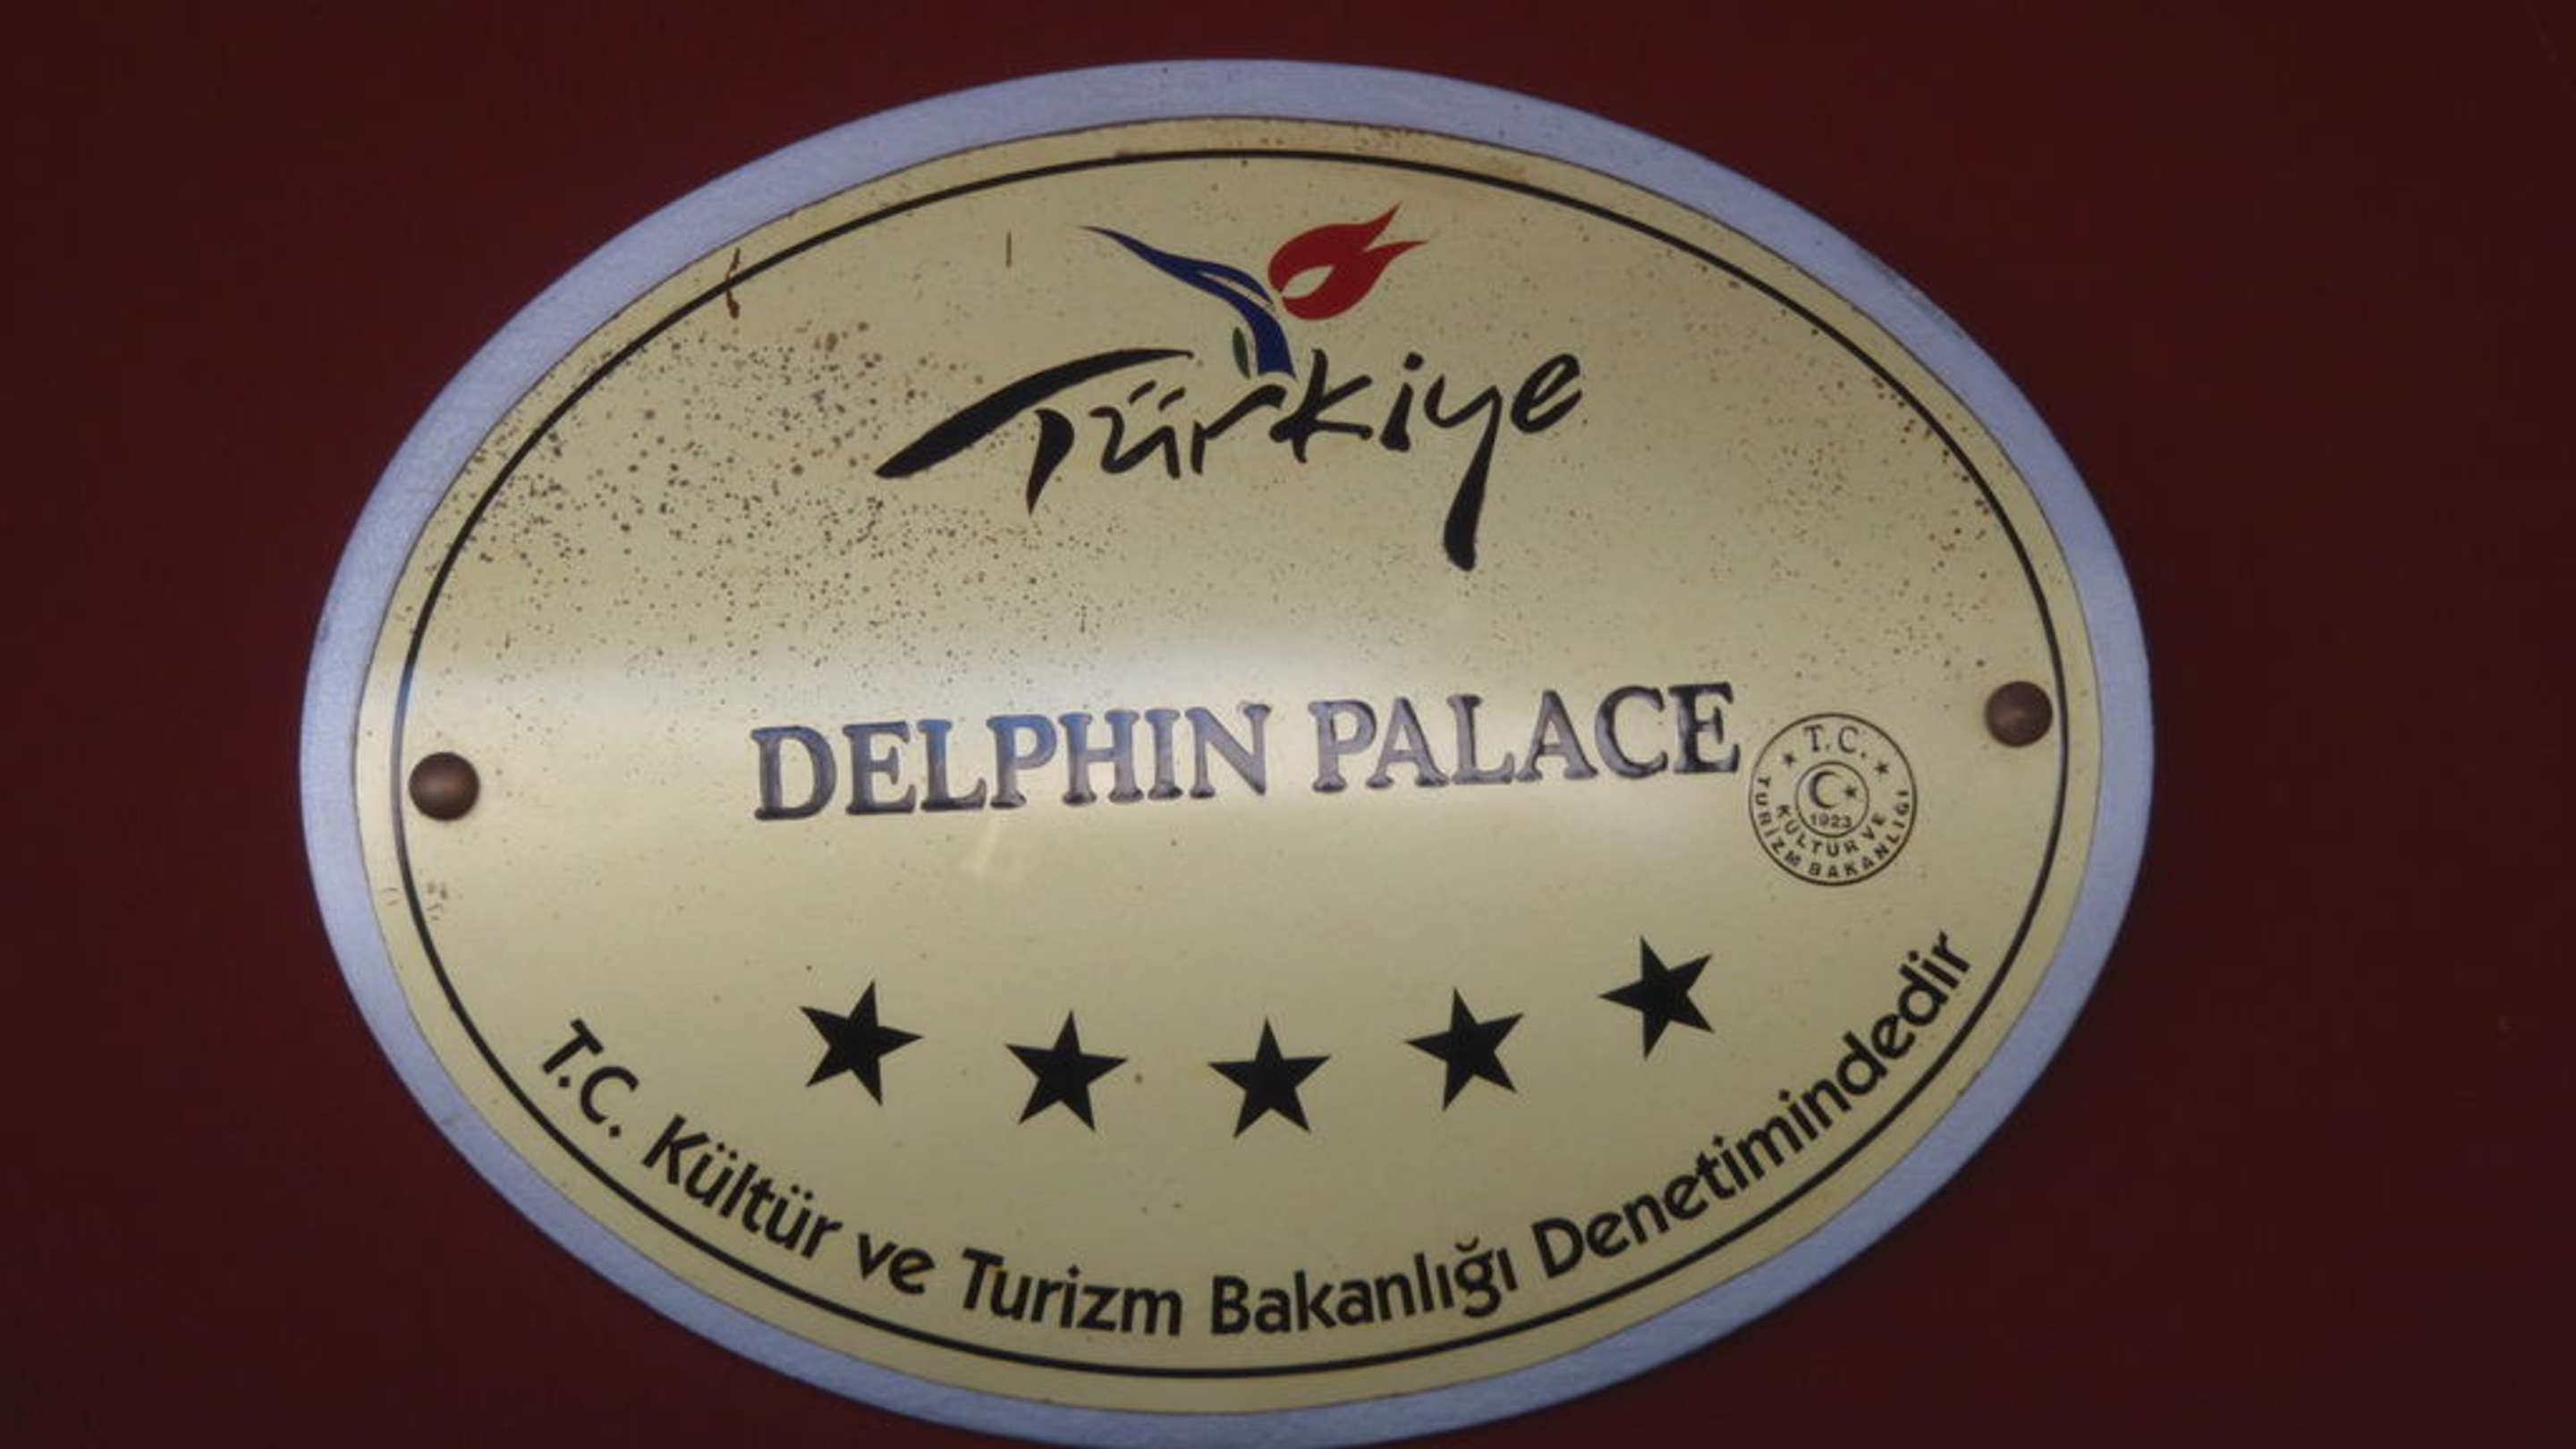 Türkiye
DELPHIN PALACE
T.C.
1923
KÜLTÜR VE
TURİZM BAKANLIĞI
T.C. Kültür ve Turizm Bakanlığı Denetimindedir